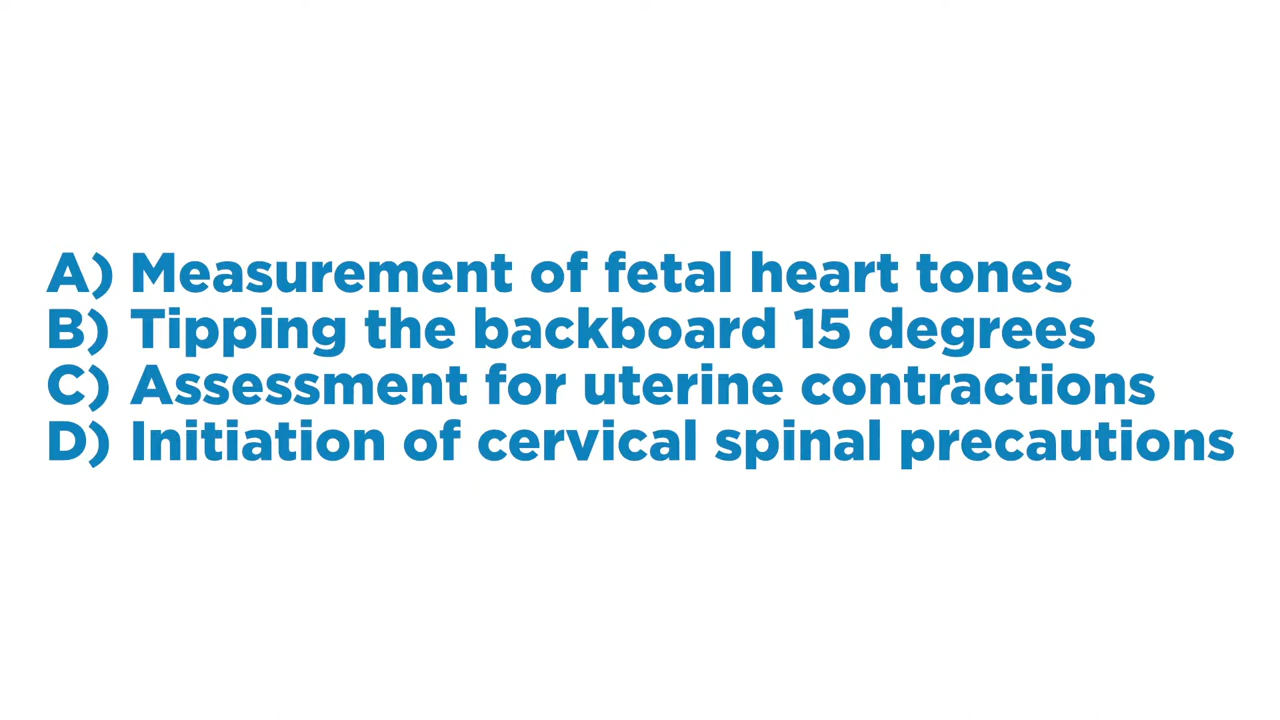 A) Measurement of fetal heart tones
B) Tipping the backboard 15 degrees
C) Assessment for uterine contractions
D) Initiation of cervical spinal precautions